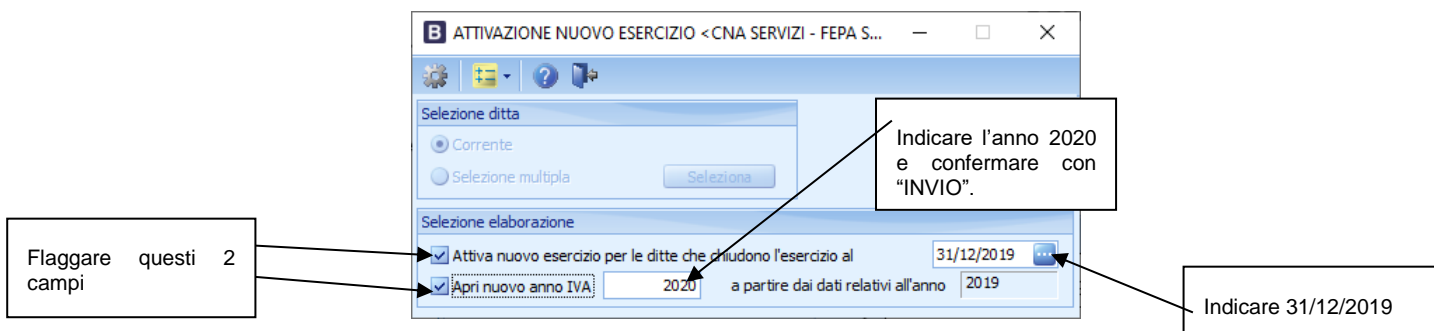 B ATTIVAZIONE NUOVO ESERCIZIO <CNA SERVIZI - FEPA S...
Selezione ditta
Corrente
Selezione multipla Seleziona
Indicare l'anno 2020
e confermare con
“INVIO”.
Selezione elaborazione
Flaggare questi 2
campi
Attiva nuovo esercizio per le ditte che chiudono l'esercizio al 31/12/2019 ...
Apri nuovo anno IVA 2020 a partire dai dati relativi all'anno 2019
Indicare 31/12/2019